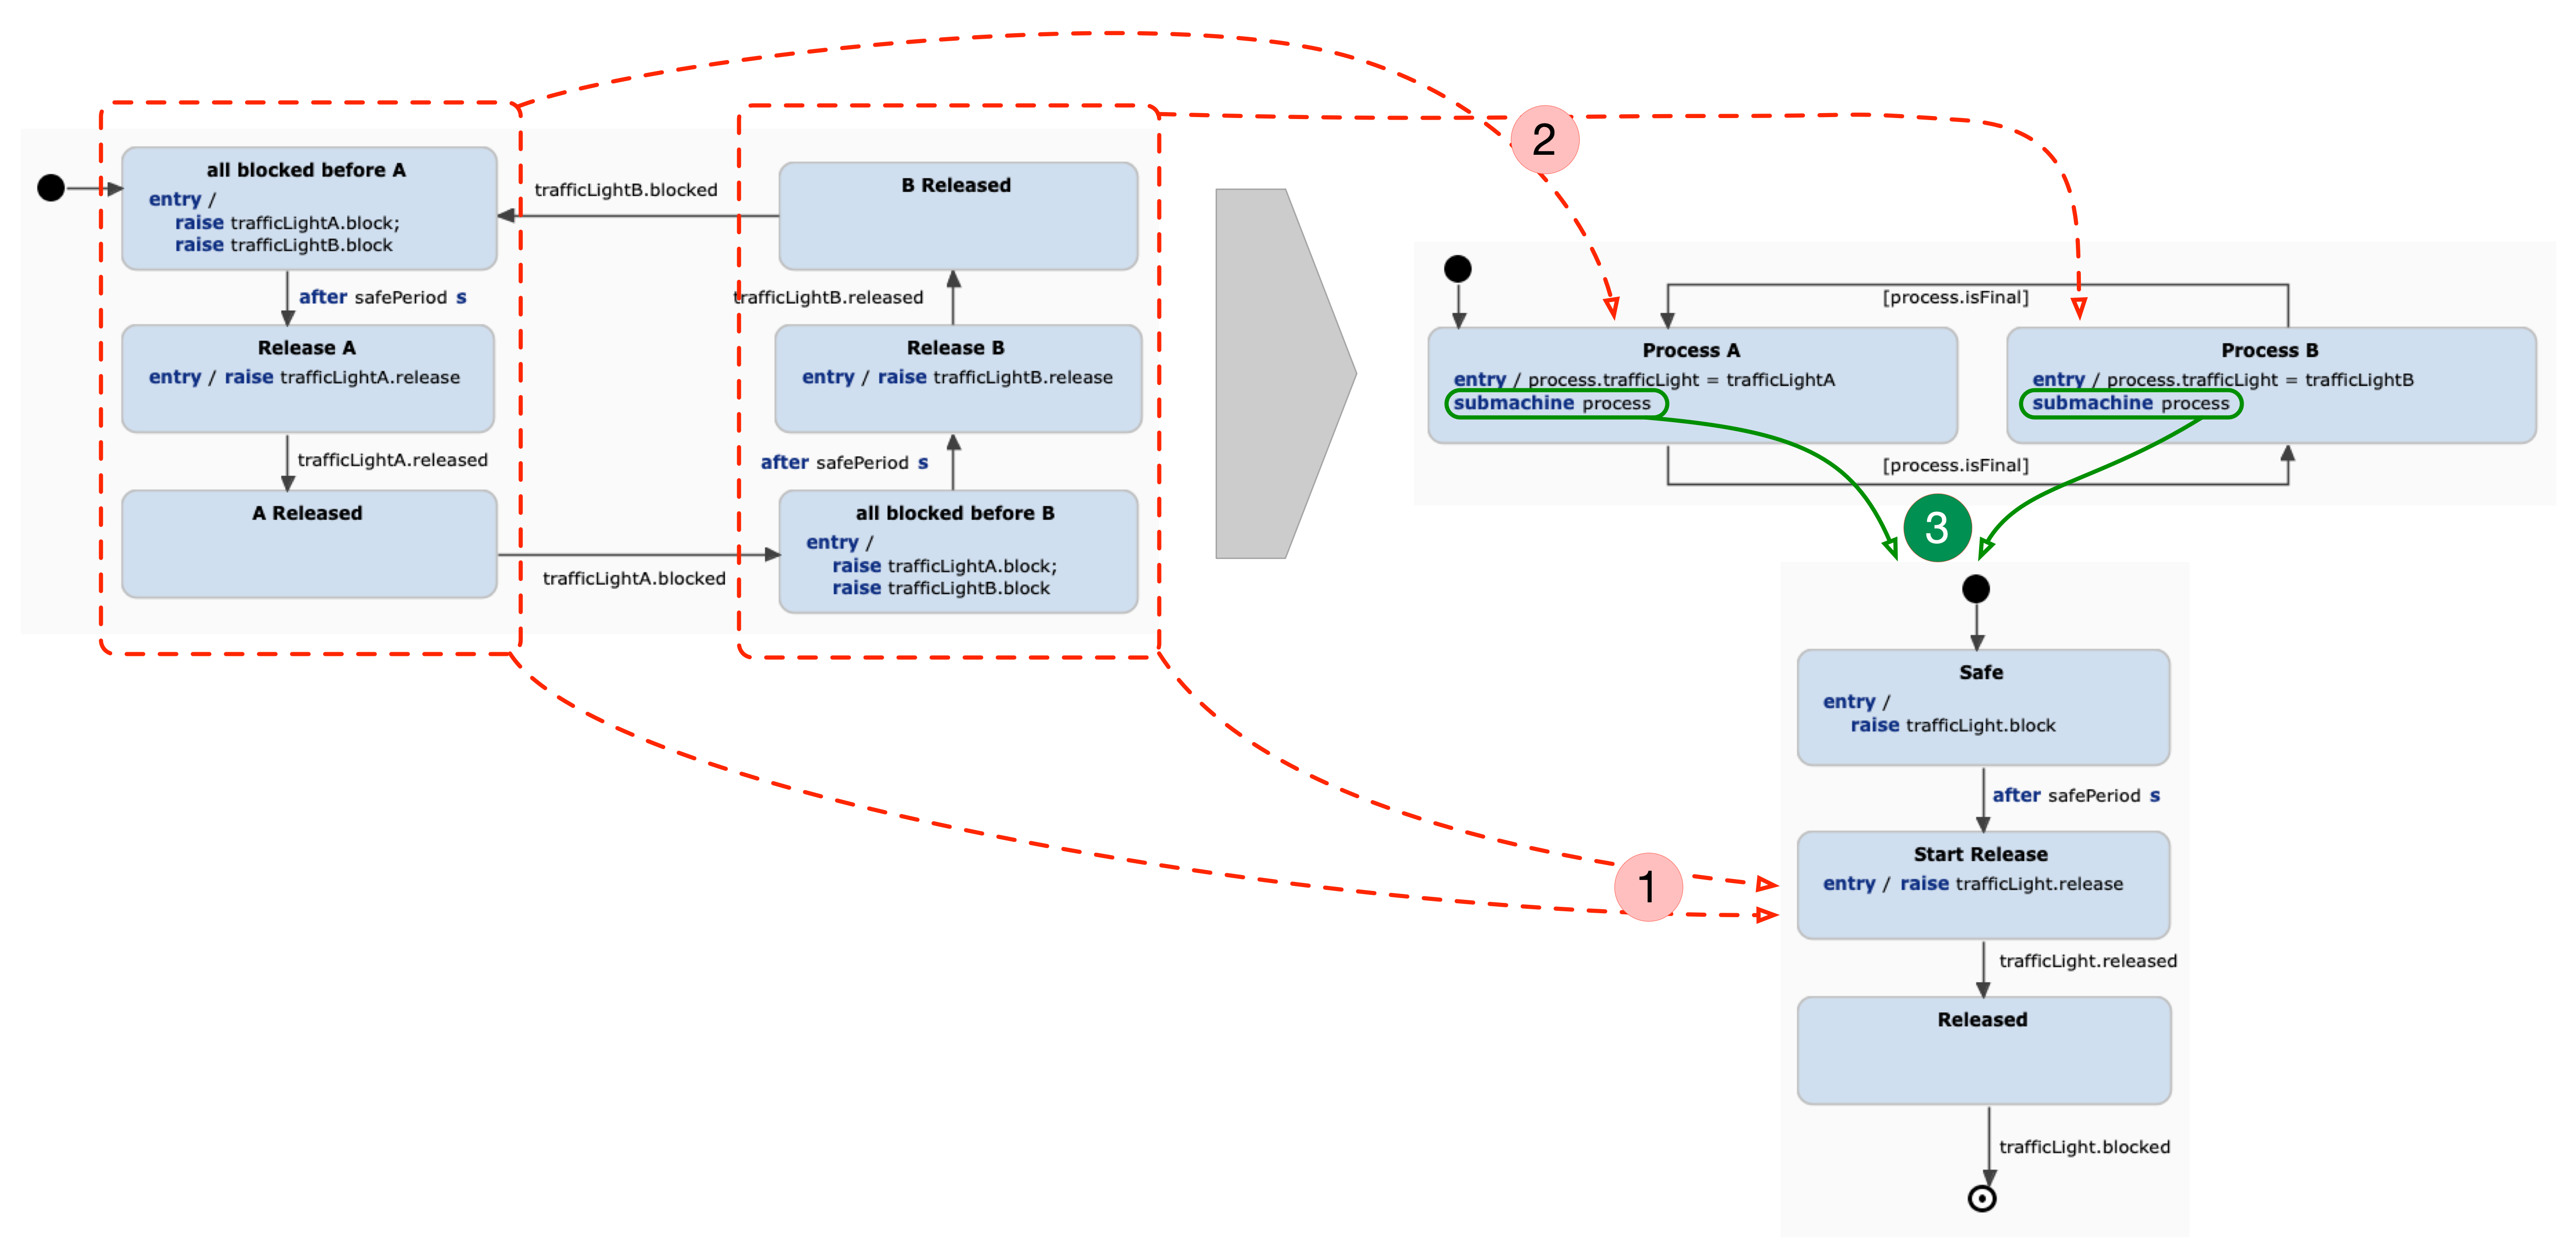 all blocked before A
entry /
raise trafficLightA.block;
raise trafficLightB.block
after safePeriod s
Release A
entry / raise trafficLightA.release
trafficLightA.released
A Released
trafficLightA.blocked
trafficLightB.blocked
B Released
trafficLightB.released
Release B
entry / raise trafficLightB.release
after safePeriod s
all blocked before B
entry /
raise trafficLightA.block;
raise trafficLightB.block
2
[process.isFinal]
Process A
entry / process.trafficLight = trafficLightA
submachine process
Process B
entry / process.trafficLight = trafficLightB
submachine process
[process.isFinal]
3
Safe
entry /
raise trafficLight.block
after safePeriod s
1
Start Release
entry / raise trafficLight.release
trafficLight.released
Released
trafficLight.blocked